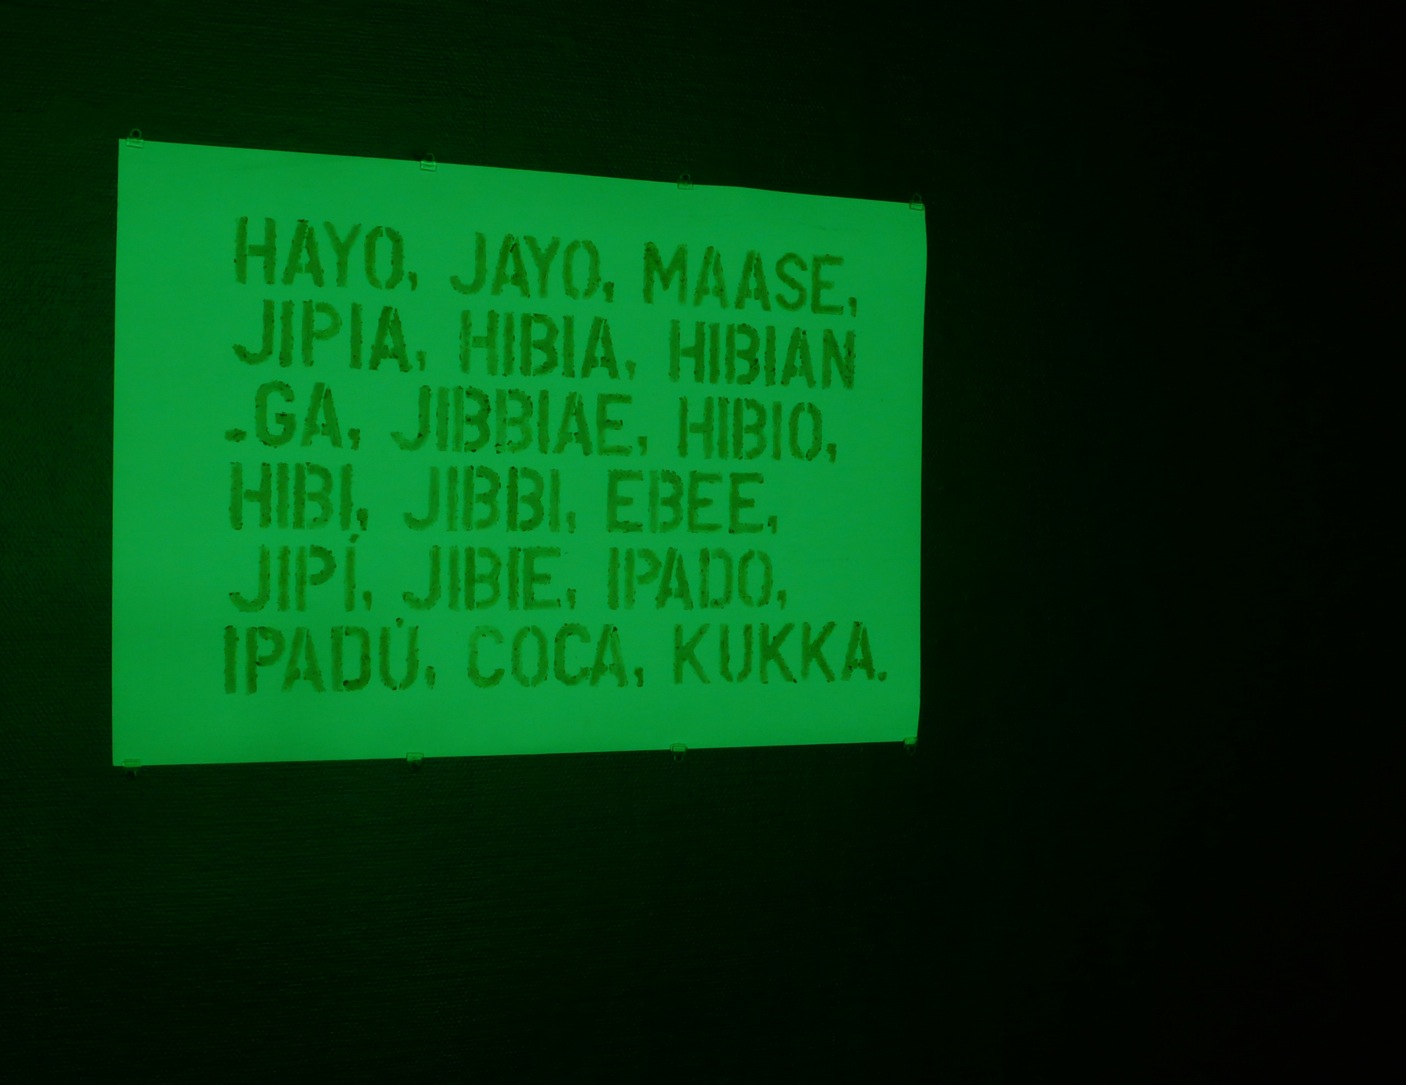 HAYO, JAYO, MAASE,
JIPIA, HIBIA, HIBIAN
-GA, JIBBIAE, HIBIO,
HIBI, JIBBI, EBEE,
JIPÍ, JIBIE, IPADO,
IPADÚ, COCA, KUKKA.